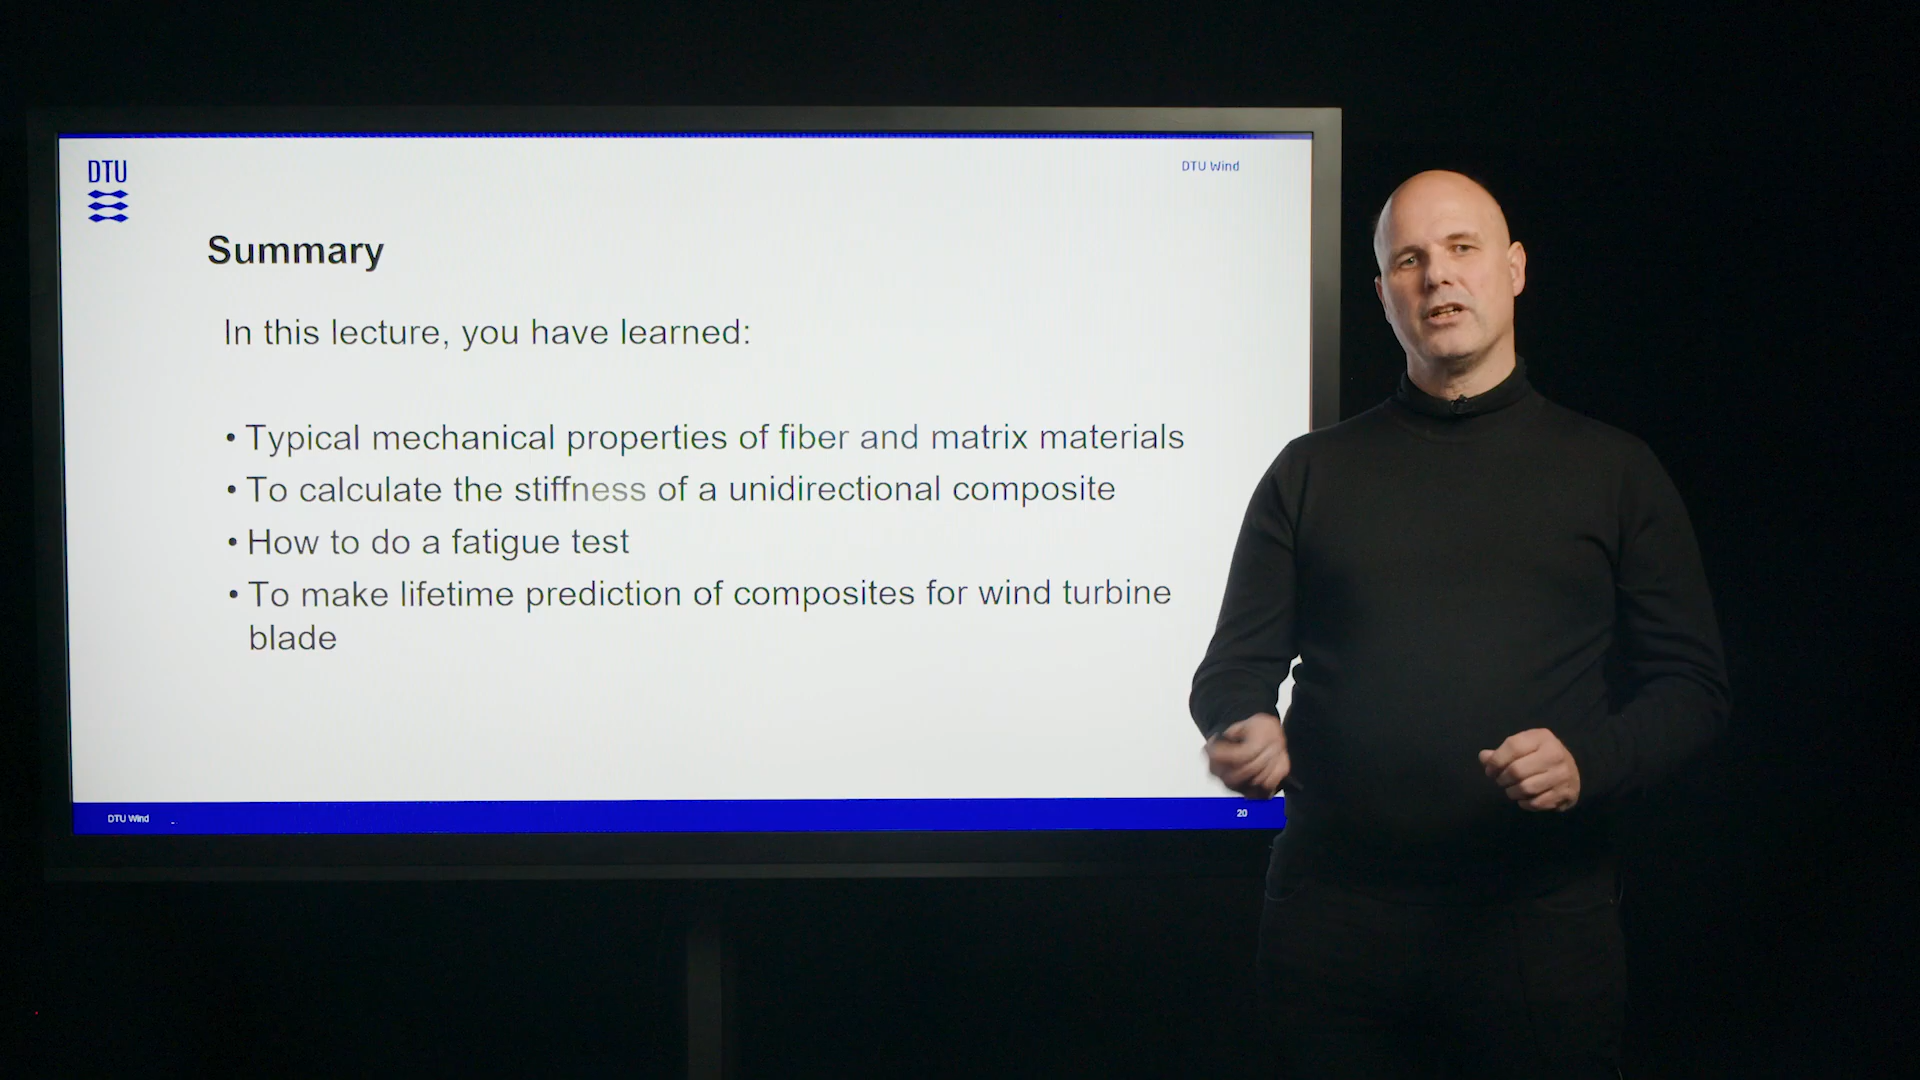 DTU
DTU Wind
Summary
In this lecture, you have learned:
• Typical mechanical properties of fiber and matrix materials
• To calculate the stiffness of a unidirectional composite
• How to do a fatigue test
• To make lifetime prediction of composites for wind turbine
blade
DTU Wind
20